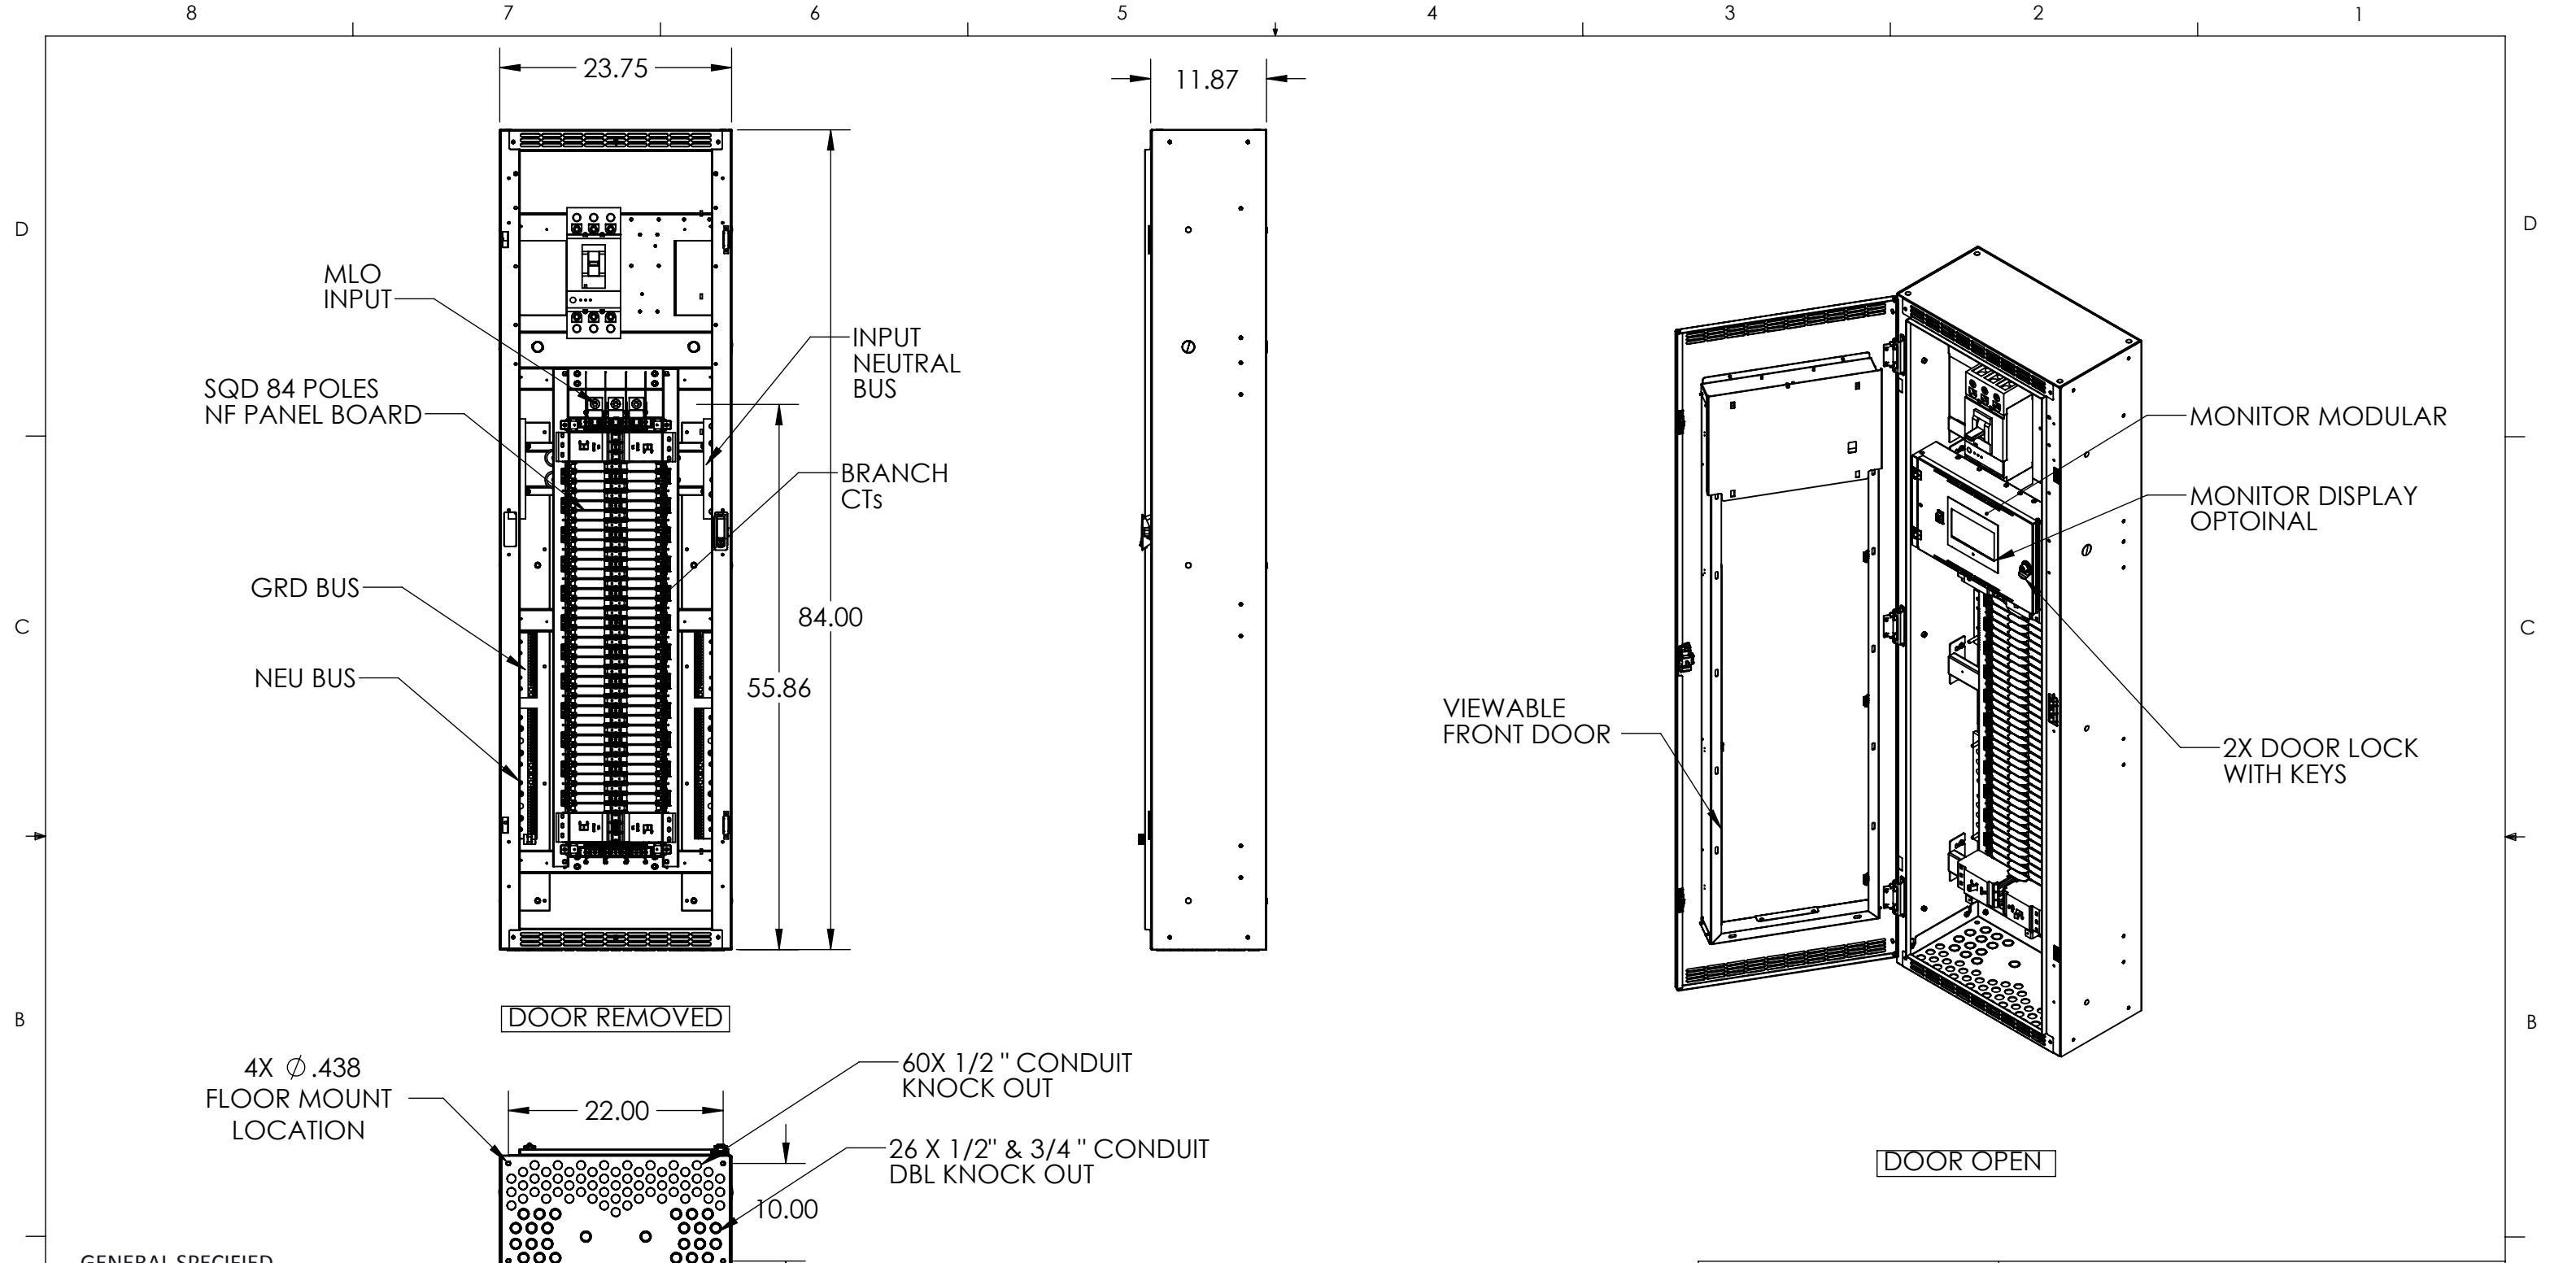 8 7 6 5 4 3 2 1
23.75
11.87
D
D
MLO
INPUT
INPUT
NEUTRAL
BUS
SQD 84 POLES
NF PANEL BOARD
MONITOR MODULAR
BRANCH
CTs
MONITOR DISPLAY
OPTOINAL
GRD BUS
84.00
C
C
NEU BUS
55.86
VIEWABLE
FRONT DOOR
2X DOOR LOCK
WITH KEYS
DOOR REMOVED
B
B
4X Ø .438
FLOOR MOUNT
LOCATION
60X 1/2 " CONDUIT
KNOCK OUT
22.00
26 X 1/2" & 3/4 " CONDUIT
DBL KNOCK OUT
DOOR OPEN
10.00
GENERAL SPECIFIED